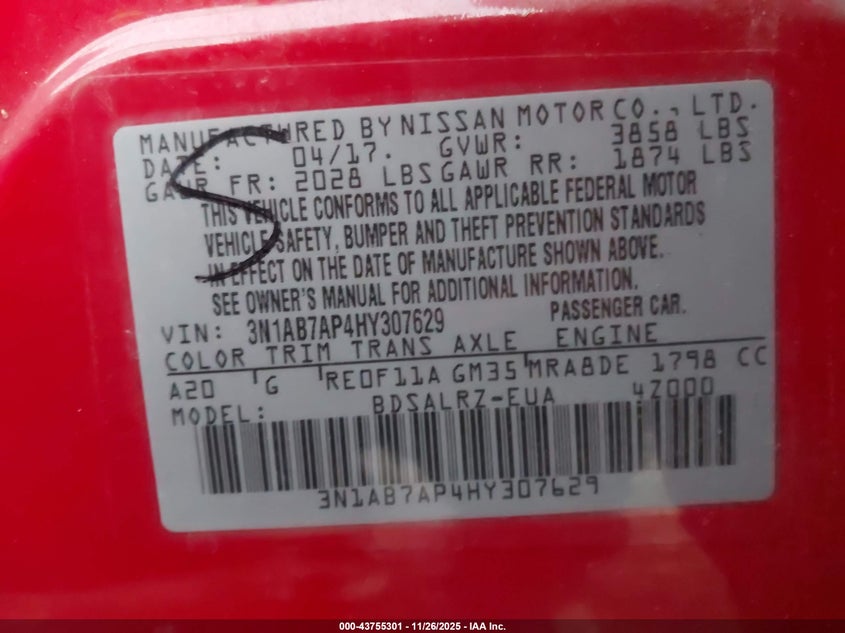 MANUFACTURED BY NISSAN MOTOR CO., LTD.
DATE: 04/17. GVWR: 3858 LBS
GAWR FR: 2028 LBS GAWR RR: 1874 LBS
THIS VEHICLE CONFORMS TO ALL APPLICABLE FEDERAL MOTOR
VEHICLE SAFETY, BUMPER AND THEFT PREVENTION STANDARDS
IN EFFECT ON THE DATE OF MANUFACTURE SHOWN ABOVE.
SEE OWNER'S MANUAL FOR ADDITIONAL INFORMATION.
VIN: 3N1AB7AP4HY307629 PASSENGER CAR.
COLOR TRIM TRANS AXLE ENGINE
A20 G RE0F11A GM35 MRA8DE 1798 CC
MODEL: BDSALRZ-EUA 4Z000
3N1AB7AP4HY307629
S
000-43755301 - 11/26/2025 - IAA Inc.